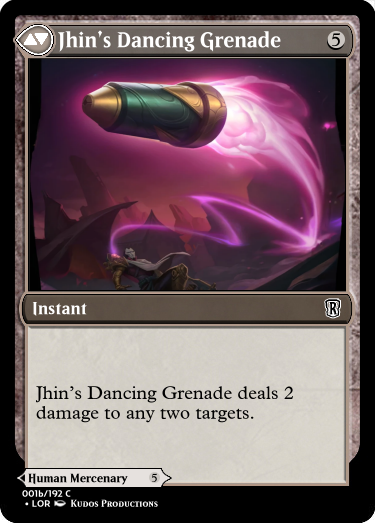 Jhin's Dancing Grenade 5
Instant R
Jhin's Dancing Grenade deals 2
damage to any two targets.
Human Mercenary 5
001b/192 C
• LOR Kudos Productions